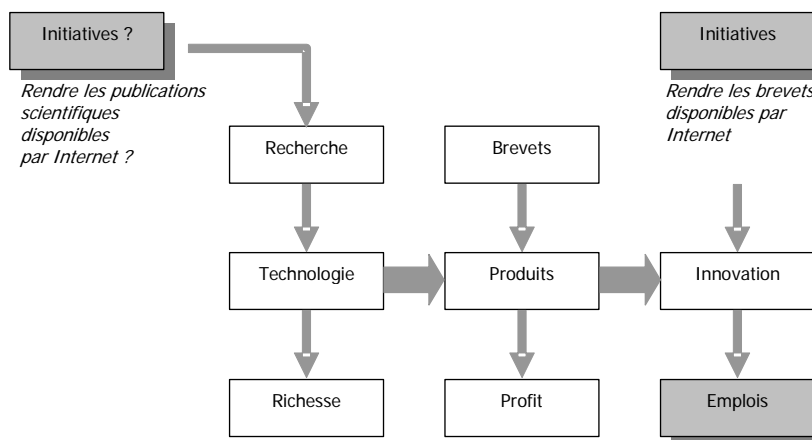 Initiatives ?
Initiatives
Rendre les publications
scientifiques
disponibles
par Internet ?
Rendre les brevets
disponibles par
Internet
Recherche
Brevets
Technologie
Produits
Innovation
Richesse
Profit
Emplois